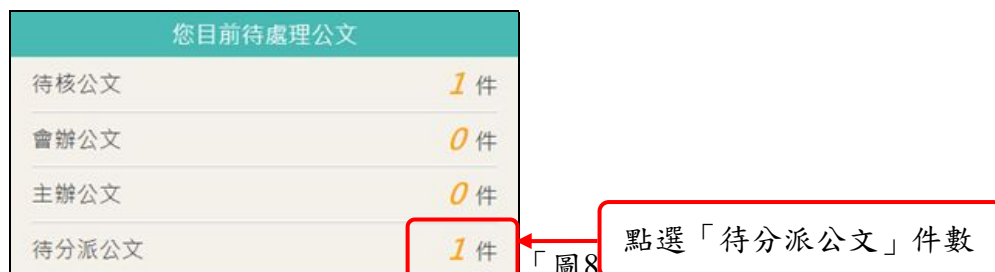 您目前待處理公文
待核公文 1 件
會辦公文 0 件
主辦公文 0 件
待分派公文 1 件
點選「待分派公文」件數
「圖8